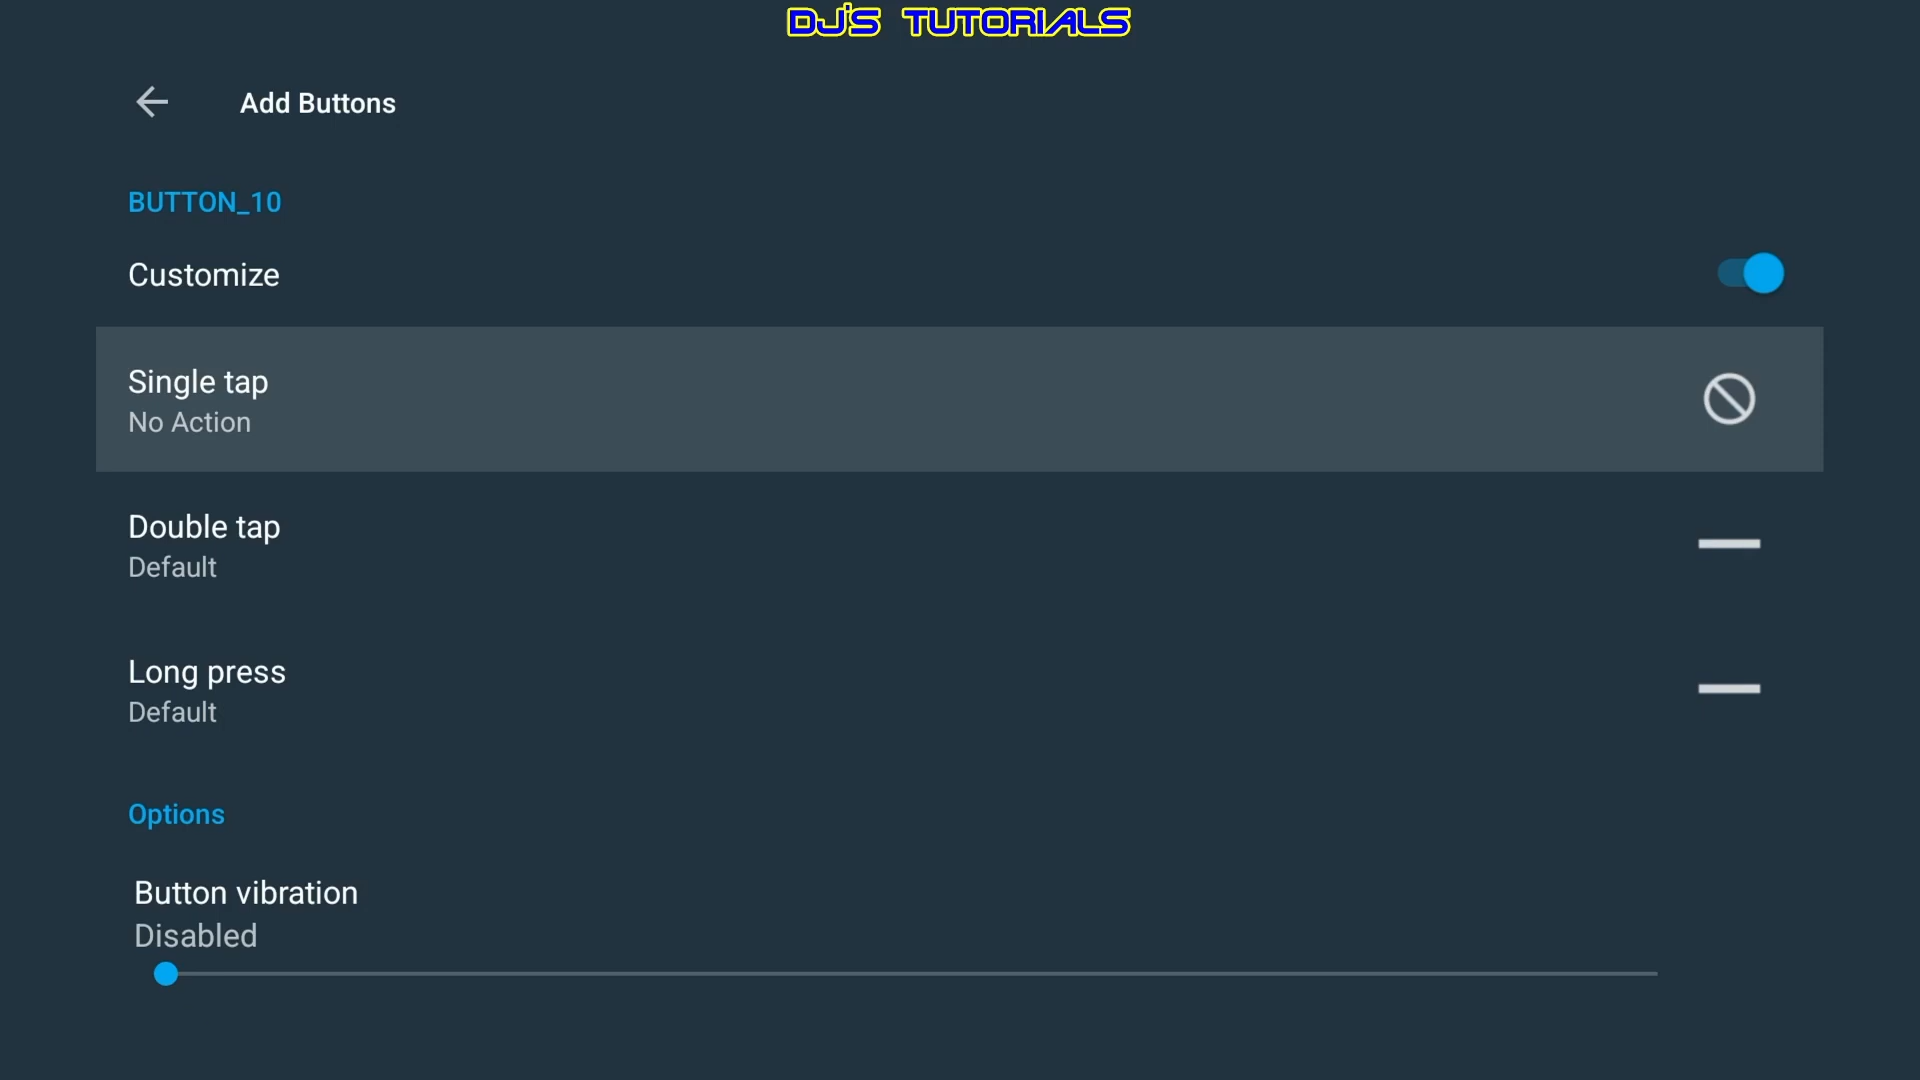 DJ'S TUTORIALS
Add Buttons
BUTTON_10
Customize
Single tap
No Action
Double tap
Default
Long press
Default
Options
Button vibration
Disabled